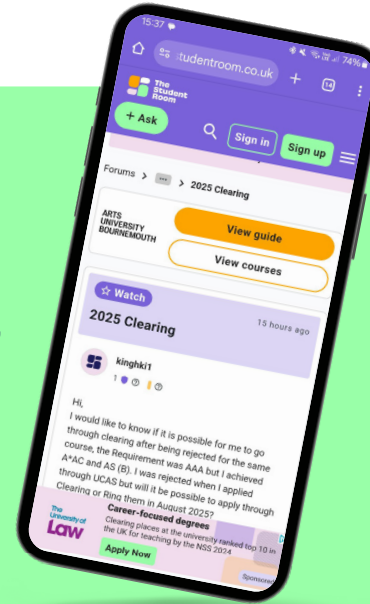 15:37
74%
tudentroom.co.uk
14
The
Student
Room
+ Ask
Sign in
Sign up
Forums > ... > 2025 Clearing
ARTS
UNIVERSITY
BOURNEMOUTH
View guide
View courses
☆ Watch
2025 Clearing
15 hours ago
kinghki1
1
Hi,
I would like to know if it is possible for me to go
through clearing after being rejected for the same
course, the Requirement was AAA but I achieved
A*AC and AS (B). I was rejected when I applied
through UCAS but will it be possible to apply through
Clearing or Ring them in August 2025?
The
University of
Law
Career-focused degrees
Clearing places at the university ranked top 10 in
the UK for teaching by the NSS 2024
Apply Now
Sponsored